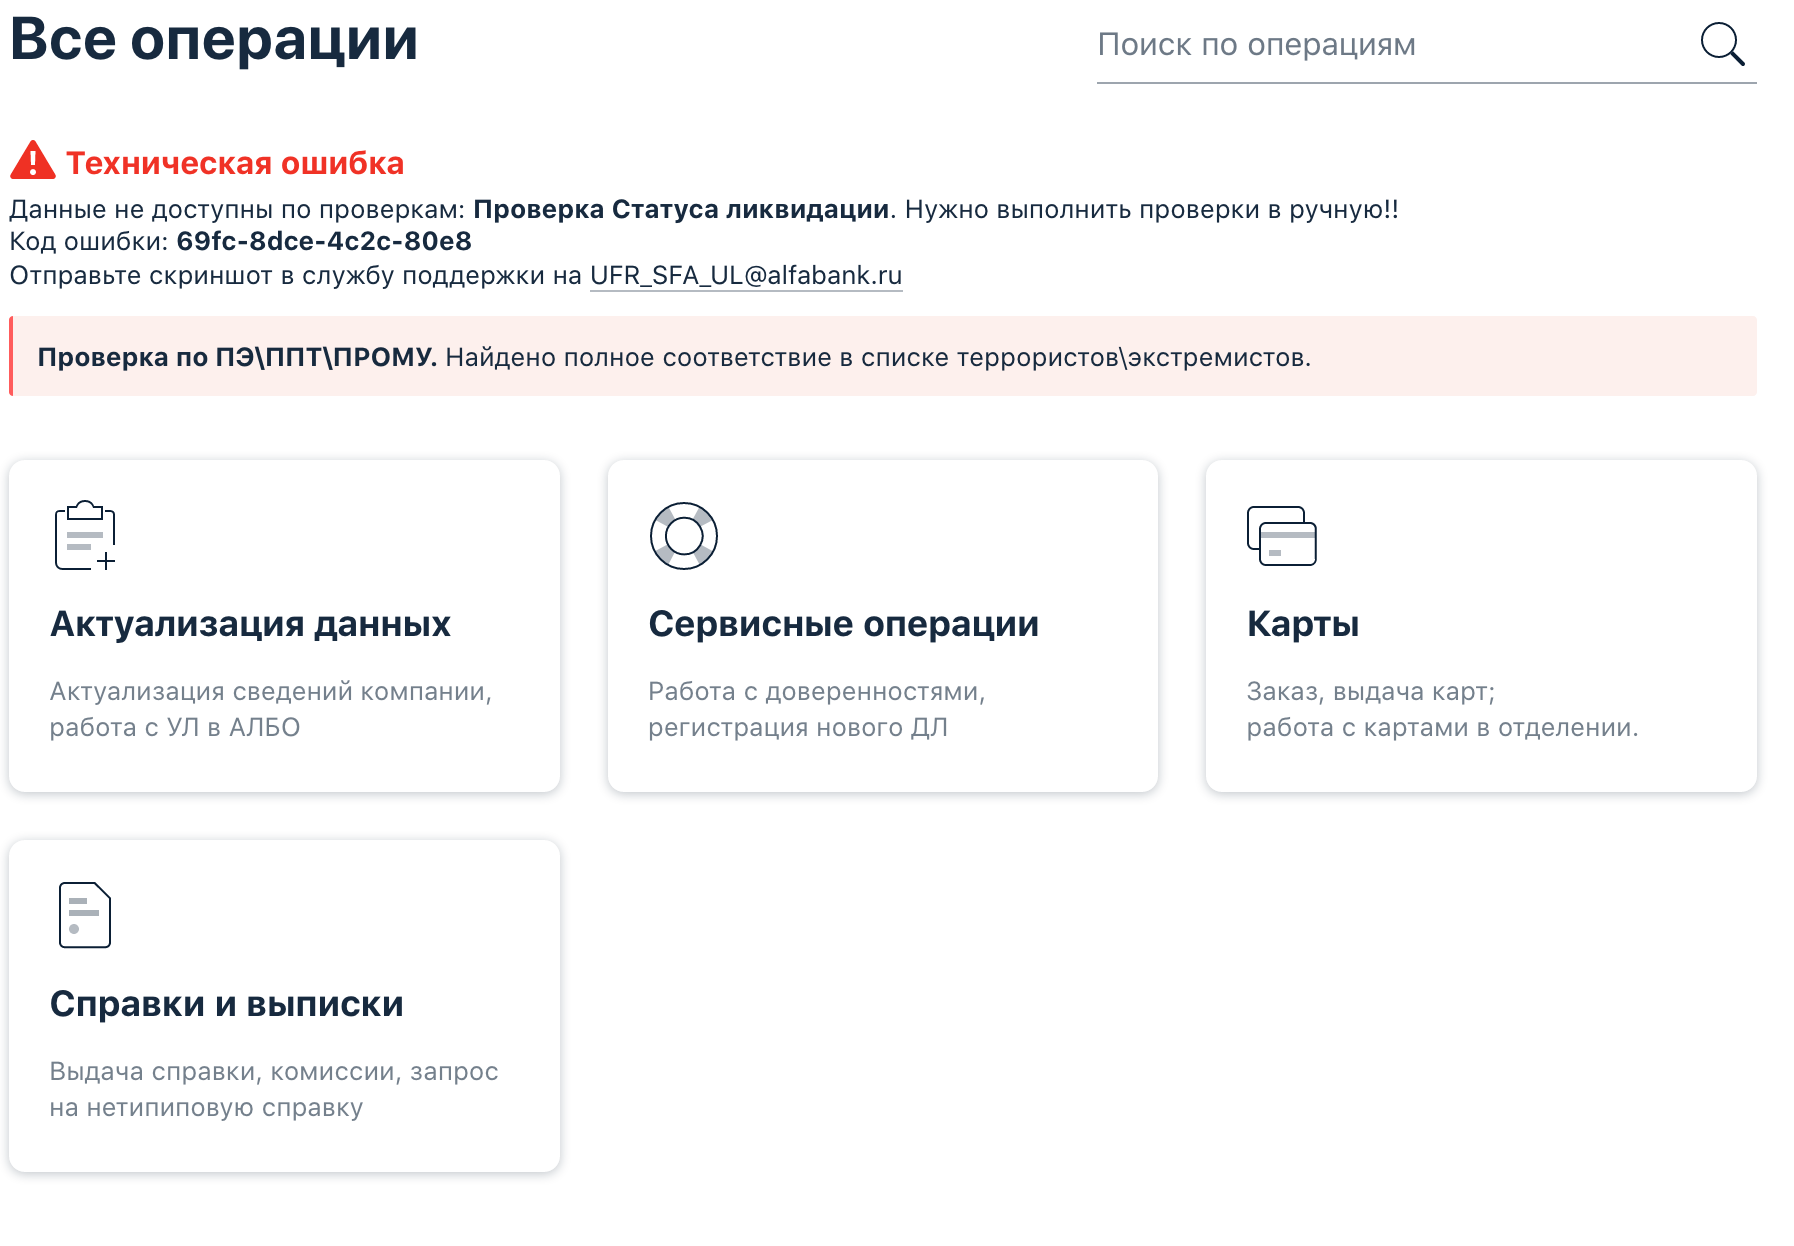 Все операции
Поиск по операциям
Техническая ошибка
Данные не доступны по проверкам: Проверка Статуса ликвидации. Нужно выполнить проверки в ручную!!
Код ошибки: 69fc-8dce-4c2c-80e8
Отправьте скриншот в службу поддержки на UFR_SFA_UL@alfabank.ru
Проверка по ПЭ\ППТ\ПРОМУ. Найдено полное соответствие в списке террористов\экстремистов.
Актуализация данных
Актуализация сведений компании,
работа с УЛ в АЛБО
Сервисные операции
Работа с доверенностями,
регистрация нового ДЛ
Карты
Заказ, выдача карт;
работа с картами в отделении.
Справки и выписки
Выдача справки, комиссии, запрос
на нетипиповую справку